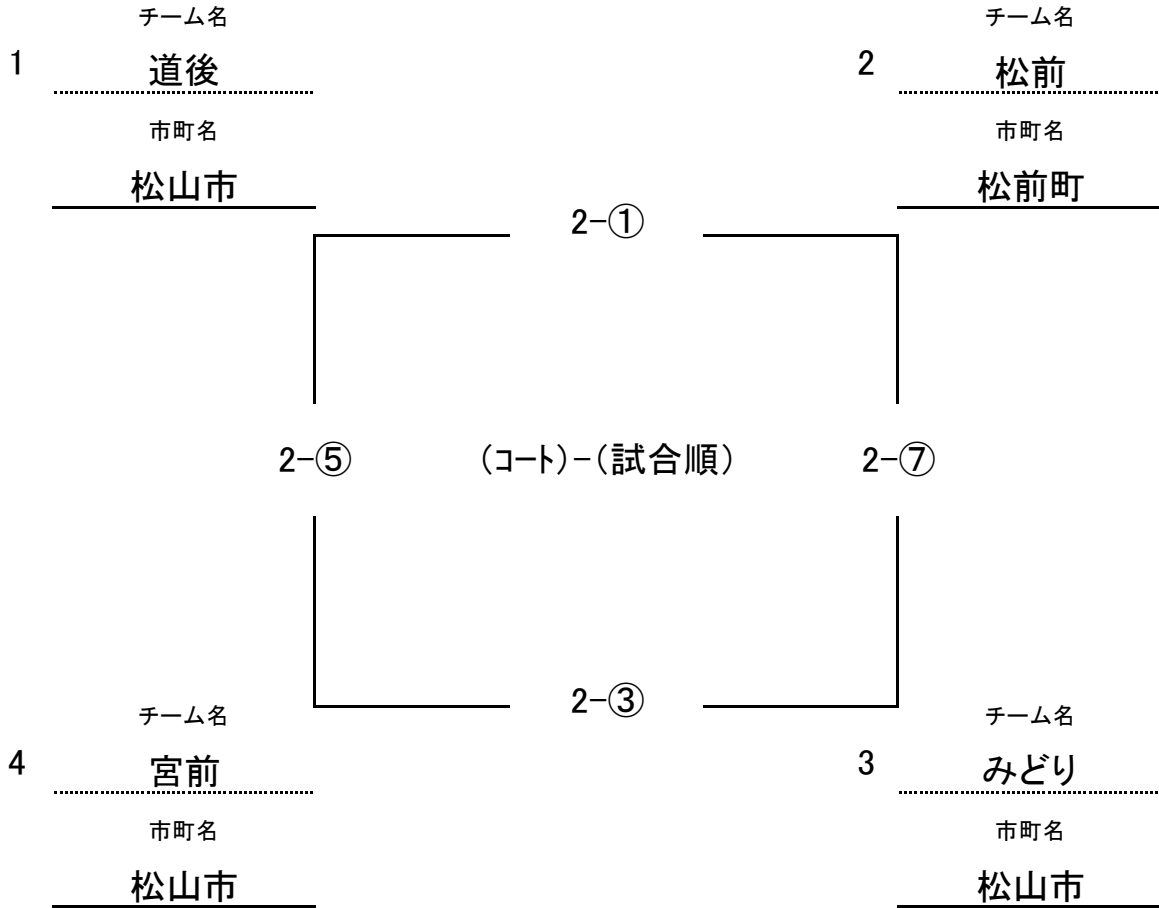 チーム名
1 道後
市町名
松山市
チーム名
2 松前
市町名
松前町
2-①
2-⑤ (コート)-(試合順) 2-⑦
2-③
チーム名
4 宮前
市町名
松山市
チーム名
3 みどり
市町名
松山市